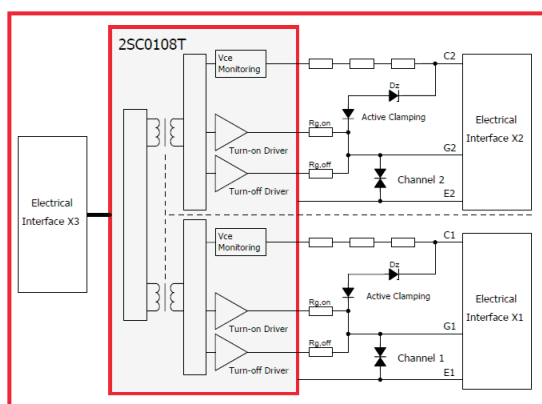 2SC0108T
Vce
Monitoring
C2
Dz
Active Clamping
Rg,on
Turn-on Driver
Rg,off
Turn-off Driver
G2
Channel 2
E2
Electrical
Interface X2
Electrical
Interface X3
Vce
Monitoring
C1
Dz
Active Clamping
Rg,on
Turn-on Driver
Rg,off
Turn-off Driver
G1
Channel 1
E1
Electrical
Interface X1